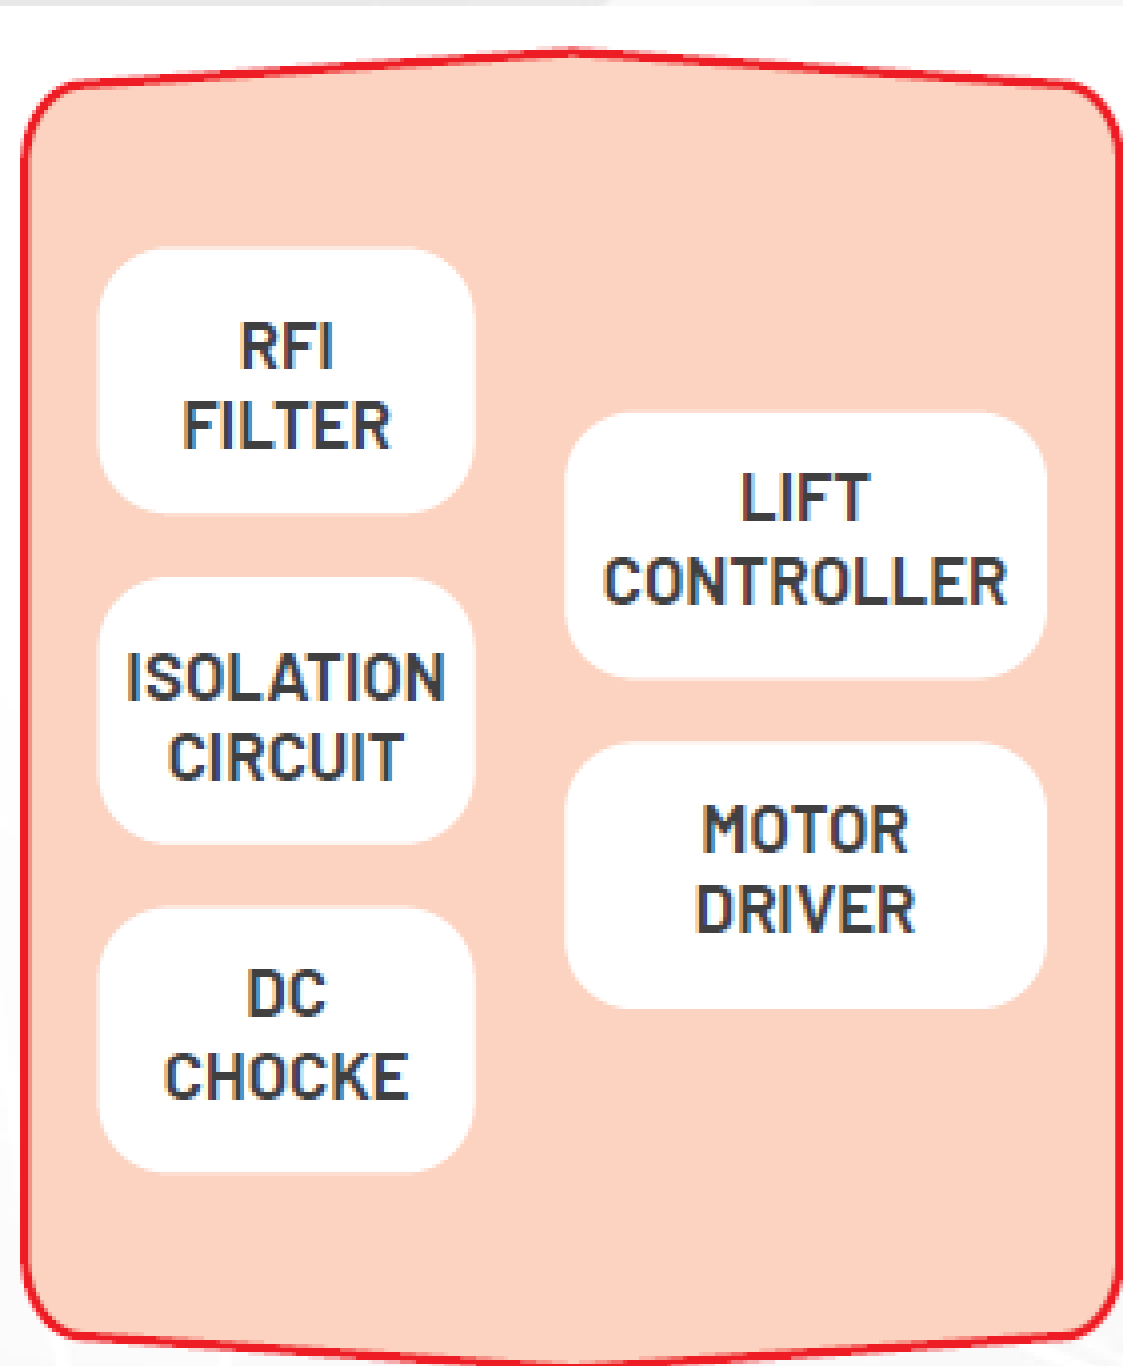 RFI
FILTER
ISOLATION
CIRCUIT
DC
CHOCKE
LIFT
CONTROLLER
MOTOR
DRIVER